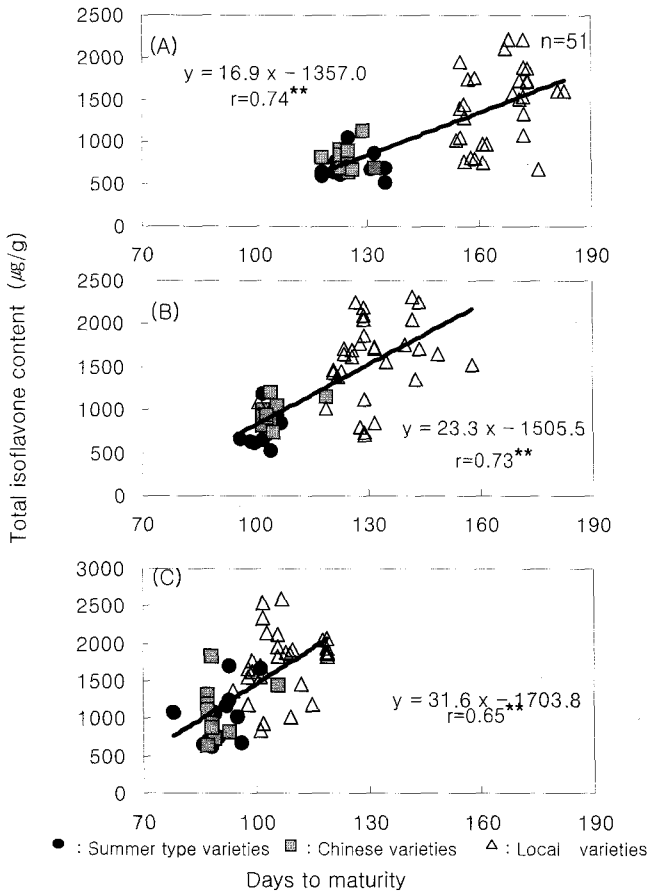 2500
(A)
n=51
2000
y = 16.9 x - 1357.0
r=0.74**
1500
1000
500
0
70 100 130 160 190
2500
(B)
2000
1500
1000
y = 23.3 x - 1505.5
r=0.73**
500
0
70 100 130 160 190
3000
(C)
2500
2000
1500
y = 31.6 x - 1703.8
r=0.65**
1000
500
0
70 100 130 160 190
Total isoflavone content (㎍/g)
● : Summer type varieties ■ : Chinese varieties △ : Local varieties
Days to maturity